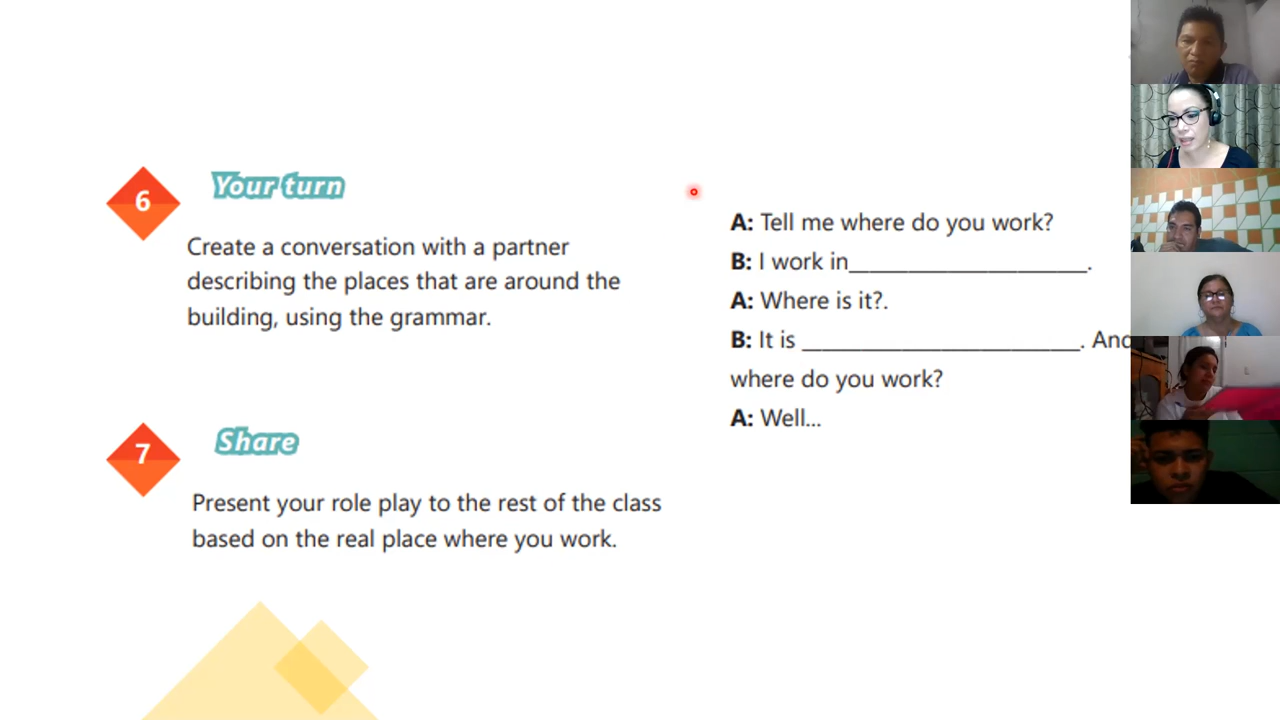 6
Your turn
Create a conversation with a partner
describing the places that are around the
building, using the grammar.
7
Share
Present your role play to the rest of the class
based on the real place where you work.
A: Tell me where do you work?
B: I work in____________________.
A: Where is it?.
B: It is ________________________. And
where do you work?
A: Well...